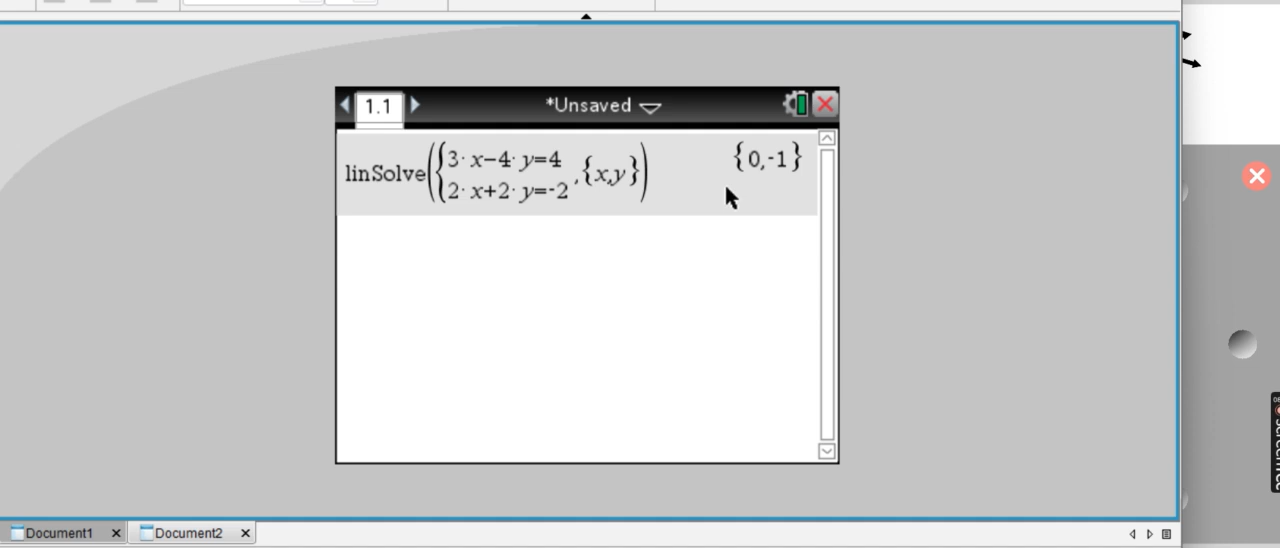 1.1 *Unsaved
linSolve({3· x−4· y=4 ,{x,y}) {0,-1}
2· x+2· y=-2
Document1 Document2